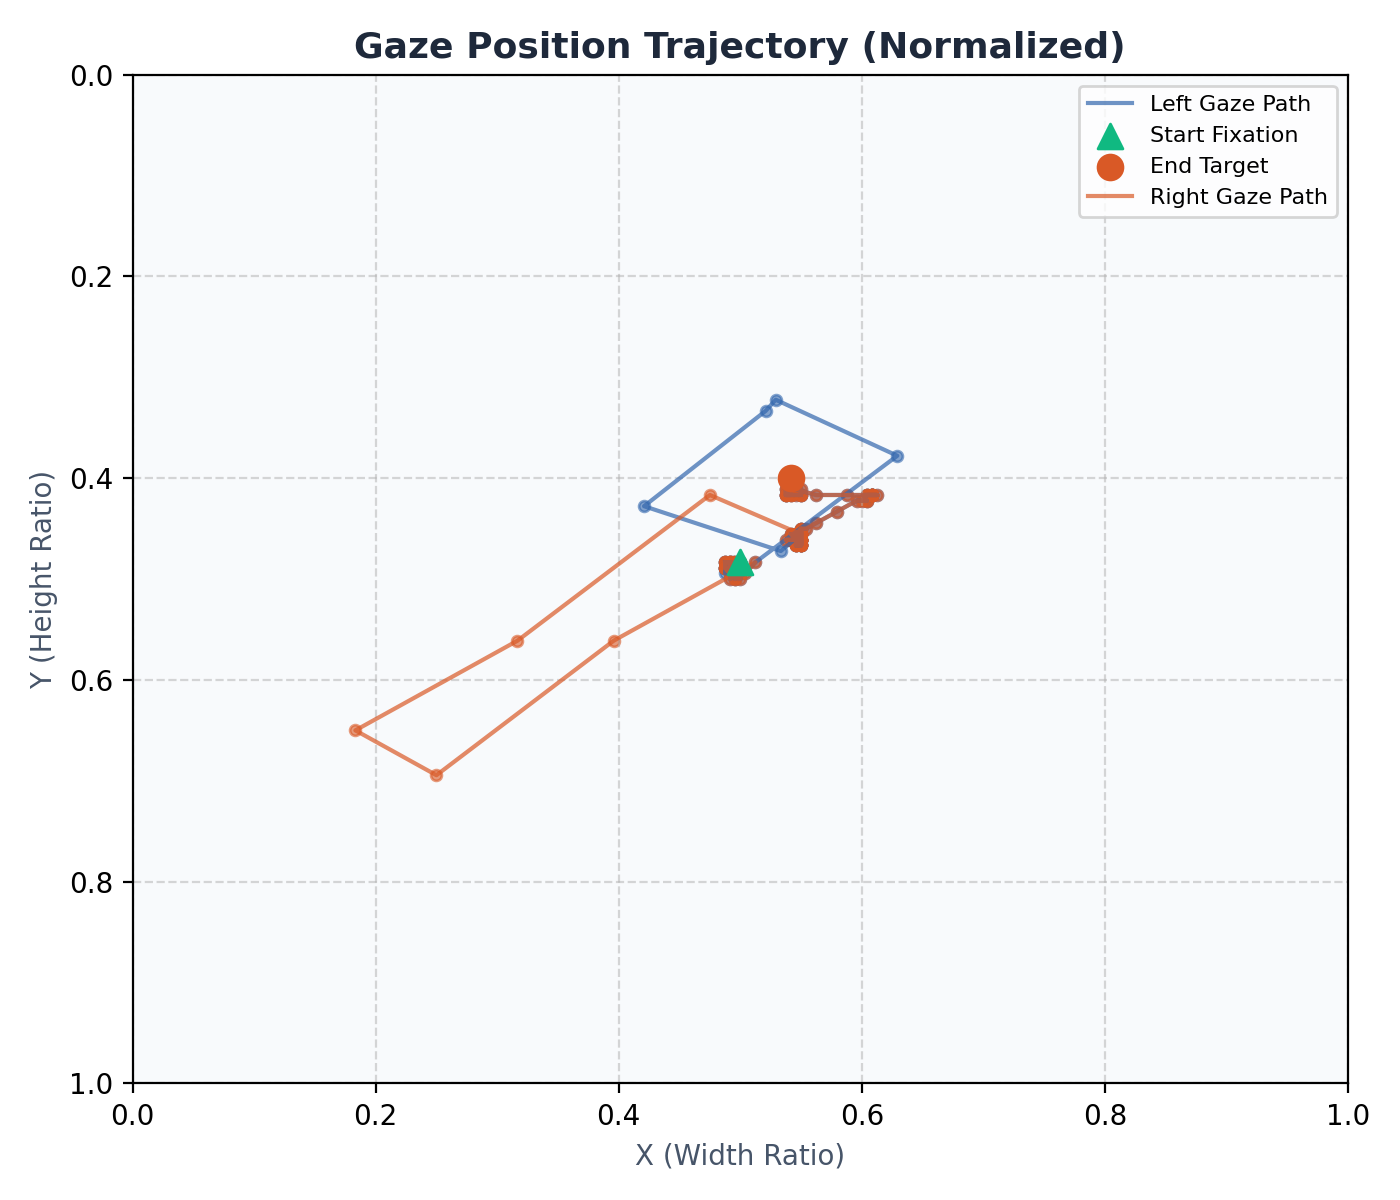 Gaze Position Trajectory (Normalized)
Left Gaze Path
Start Fixation
End Target
Right Gaze Path
Y (Height Ratio)
0.0
0.2
0.4
0.6
0.8
1.0
0.0 0.2 0.4 0.6 0.8 1.0
X (Width Ratio)